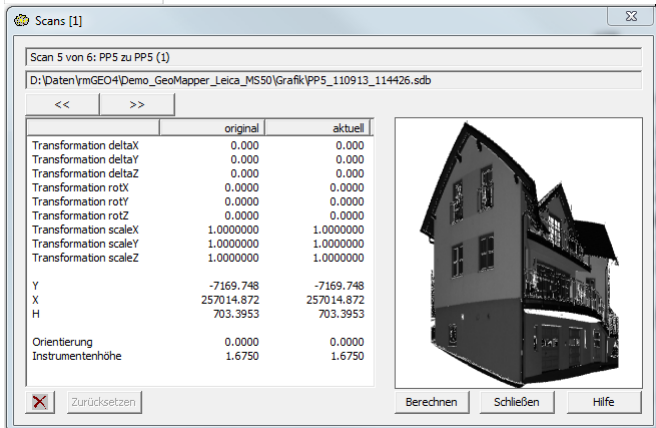 Scans [1]
Scan 5 von 6: PP5 zu PP5 (1)
D:\Daten\rmGEO4\Demo_GeoMapper_Leica_MS50\Grafik\PP5_110913_114426.sdb
<< >>
original aktuell
Transformation deltaX 0.000 0.000
Transformation deltaY 0.000 0.000
Transformation deltaZ 0.000 0.000
Transformation rotX 0.0000 0.0000
Transformation rotY 0.0000 0.0000
Transformation rotZ 0.0000 0.0000
Transformation scaleX 1.0000000 1.0000000
Transformation scaleY 1.0000000 1.0000000
Transformation scaleZ 1.0000000 1.0000000
Y -7169.748 -7169.748
X 257014.872 257014.872
H 703.3953 703.3953
Orientierung 0.0000 0.0000
Instrumentenhöhe 1.6750 1.6750
Zurücksetzen Berechnen Schließen Hilfe